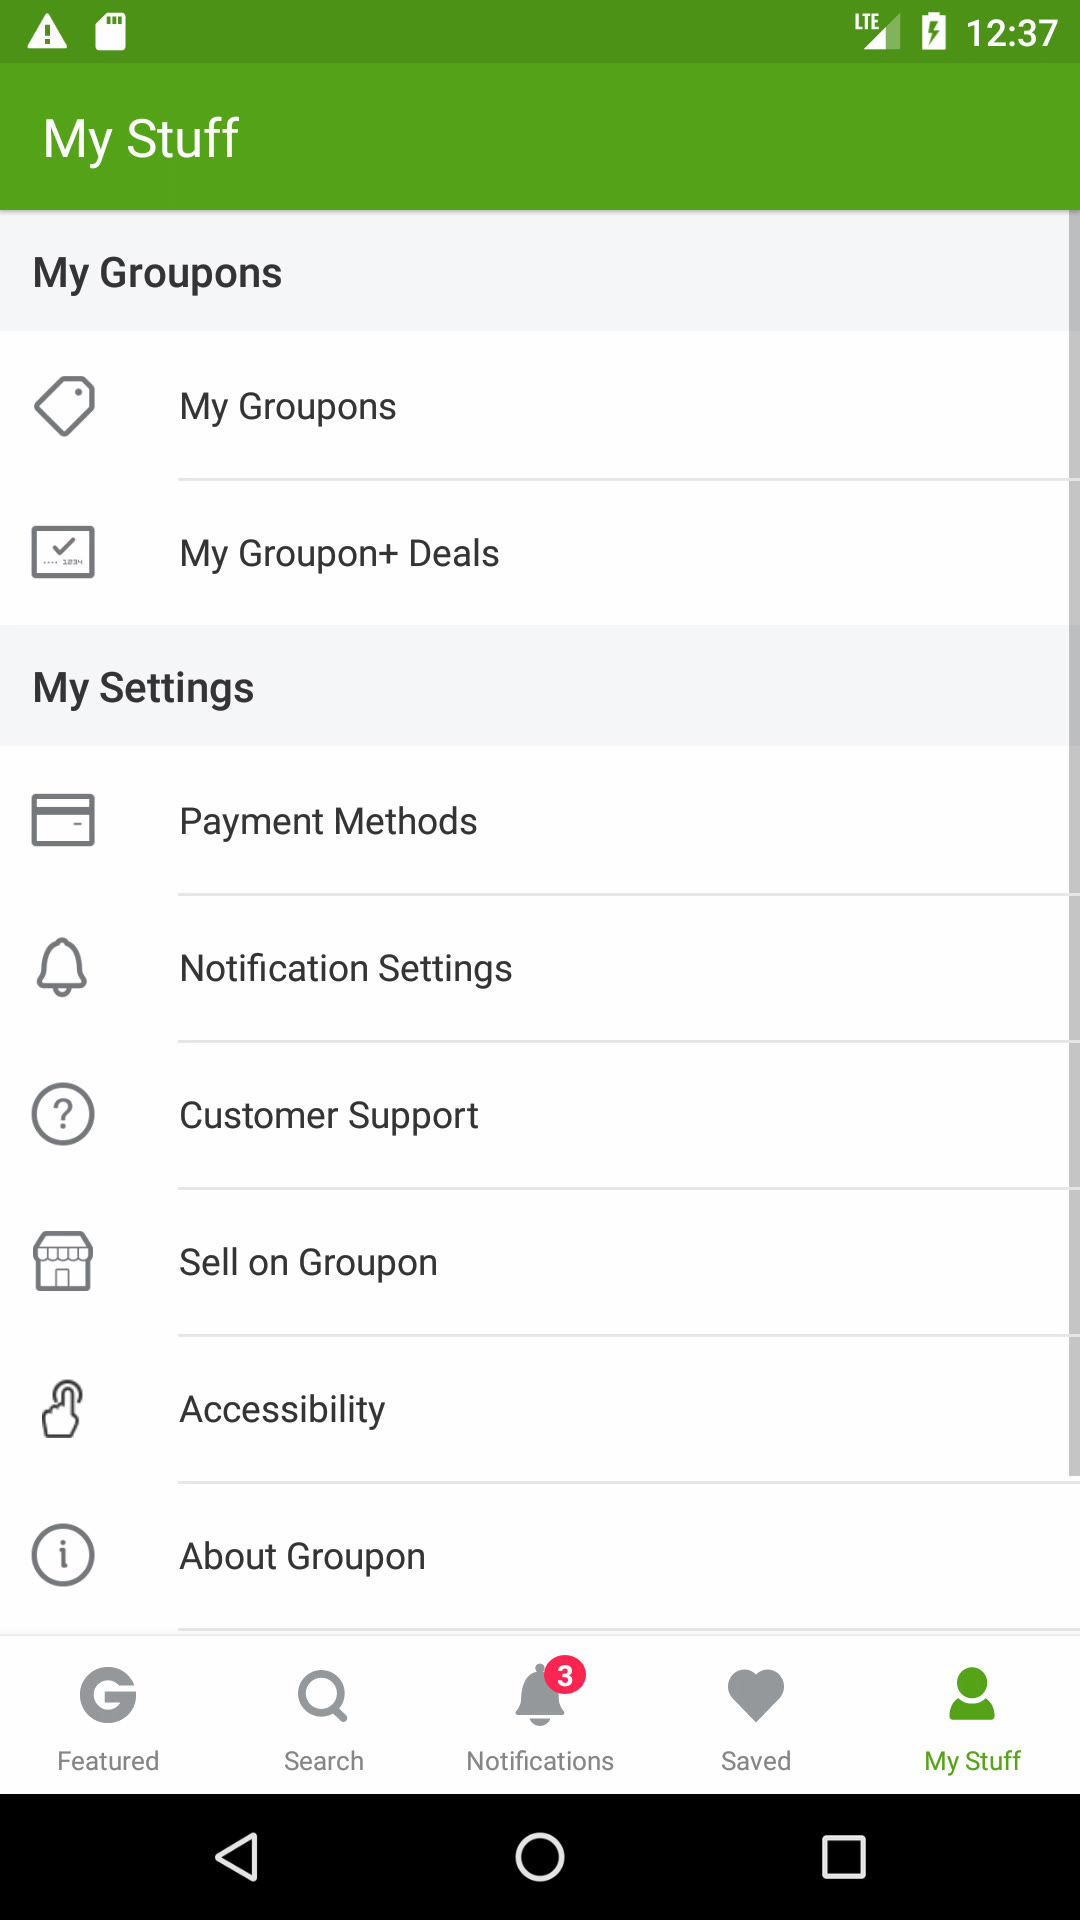 LTE 12:37
My Stuff
My Groupons
My Groupons
1234
My Groupon+ Deals
My Settings
Payment Methods
Notification Settings
? Customer Support
Sell on Groupon
Accessibility
i About Groupon
G
3
Featured Search Notifications Saved My Stuff